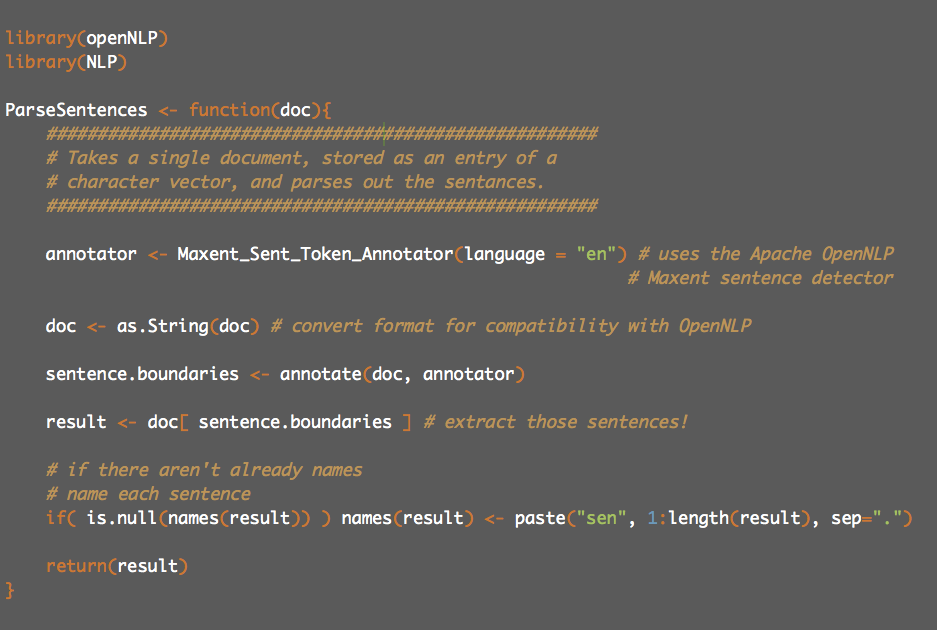 library(openNLP)
library(NLP)
ParseSentences <- function(doc){
######################################################
# Takes a single document, stored as an entry of a
# character vector, and parses out the sentances.
######################################################
annotator <- Maxent_Sent_Token_Annotator(language = "en") # uses the Apache OpenNLP
# Maxent sentence detector
doc <- as.String(doc) # convert format for compatibility with OpenNLP
sentence.boundaries <- annotate(doc, annotator)
result <- doc[ sentence.boundaries ] # extract those sentences!
# if there aren't already names
# name each sentence
if( is.null(names(result)) ) names(result) <- paste("sen", 1:length(result), sep=".")
return(result)
}